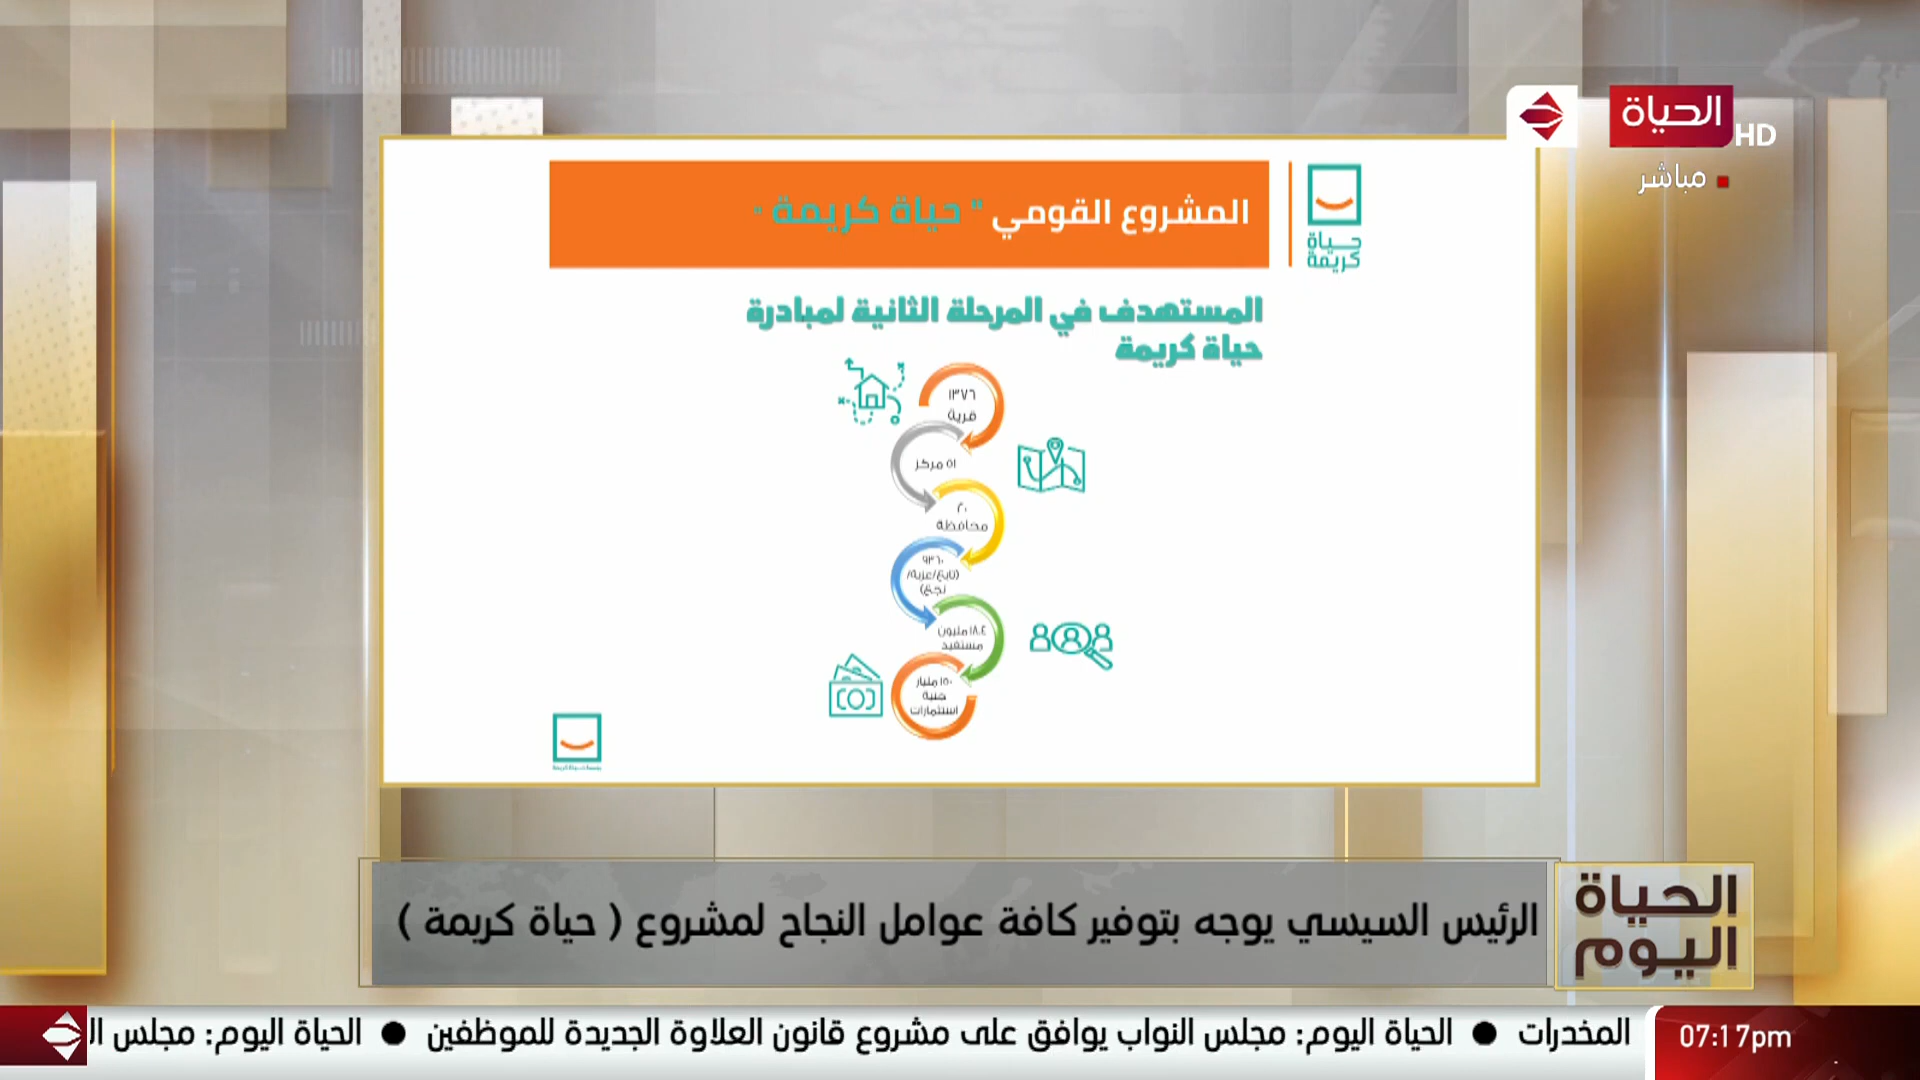 الحياة
HD
مباشر
المشروع القومي " حياة كريمة "
حياة
كريمة
المستهدف في المرحلة الثانية لمبادرة
حياة كريمة
١٣٧٦
قرية
٥١ مركز
٢٠
محافظة
٩٣٦٠
(تابع/عزبة/
نجع)
١٨.٤ مليون
مستفيد
١٥٠ مليار
جنية
استثمارات
الرئيس السيسي يوجه بتوفير كافة عوامل النجاح لمشروع ( حياة كريمة )
الحياة
اليوم
المخدرات ● الحياة اليوم: مجلس النواب يوافق على مشروع قانون العلاوة الجديدة للموظفين ● الحياة اليوم: مجلس ال
07:17pm